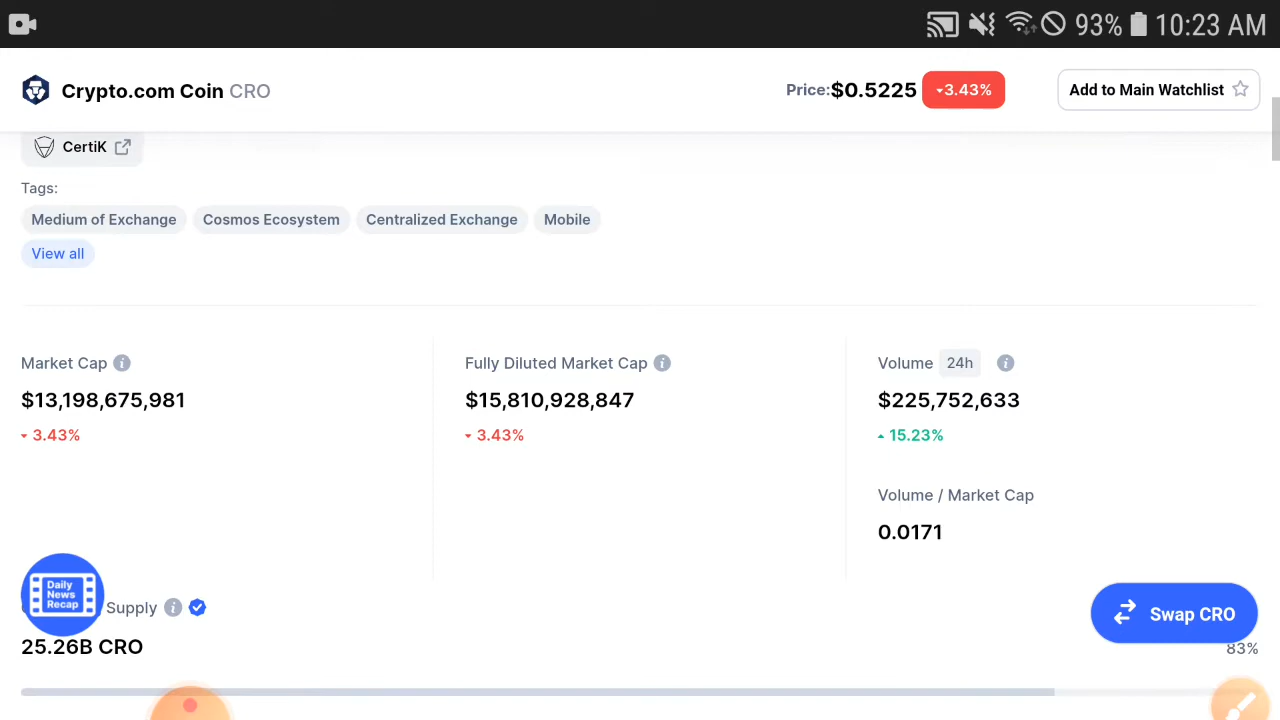 93% 10:23 AM
Crypto.com Coin CRO
Price:$0.5225 3.43%
Add to Main Watchlist
CertiK
Tags:
Medium of Exchange Cosmos Ecosystem Centralized Exchange Mobile
View all
Market Cap
$13,198,675,981
3.43%
Fully Diluted Market Cap
$15,810,928,847
3.43%
Volume 24h
$225,752,633
15.23%
Volume / Market Cap
0.0171
Daily
News
Recap
Supply
25.26B CRO
Swap CRO
83%